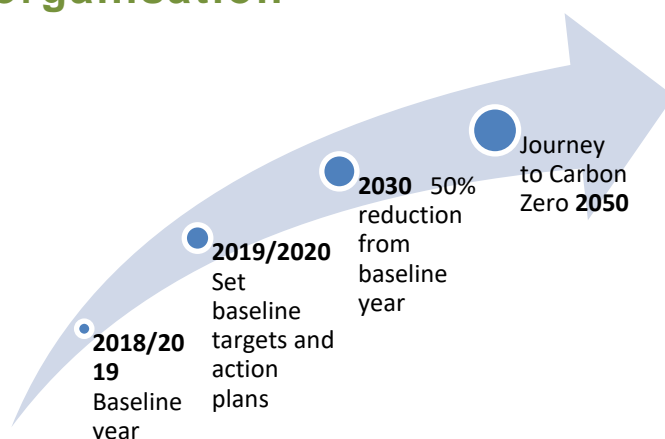 organisation
2018/20
19
Baseline
year
2019/2020
Set
baseline
targets and
action
plans
2030 50%
reduction
from
baseline
year
Journey
to Carbon
Zero 2050